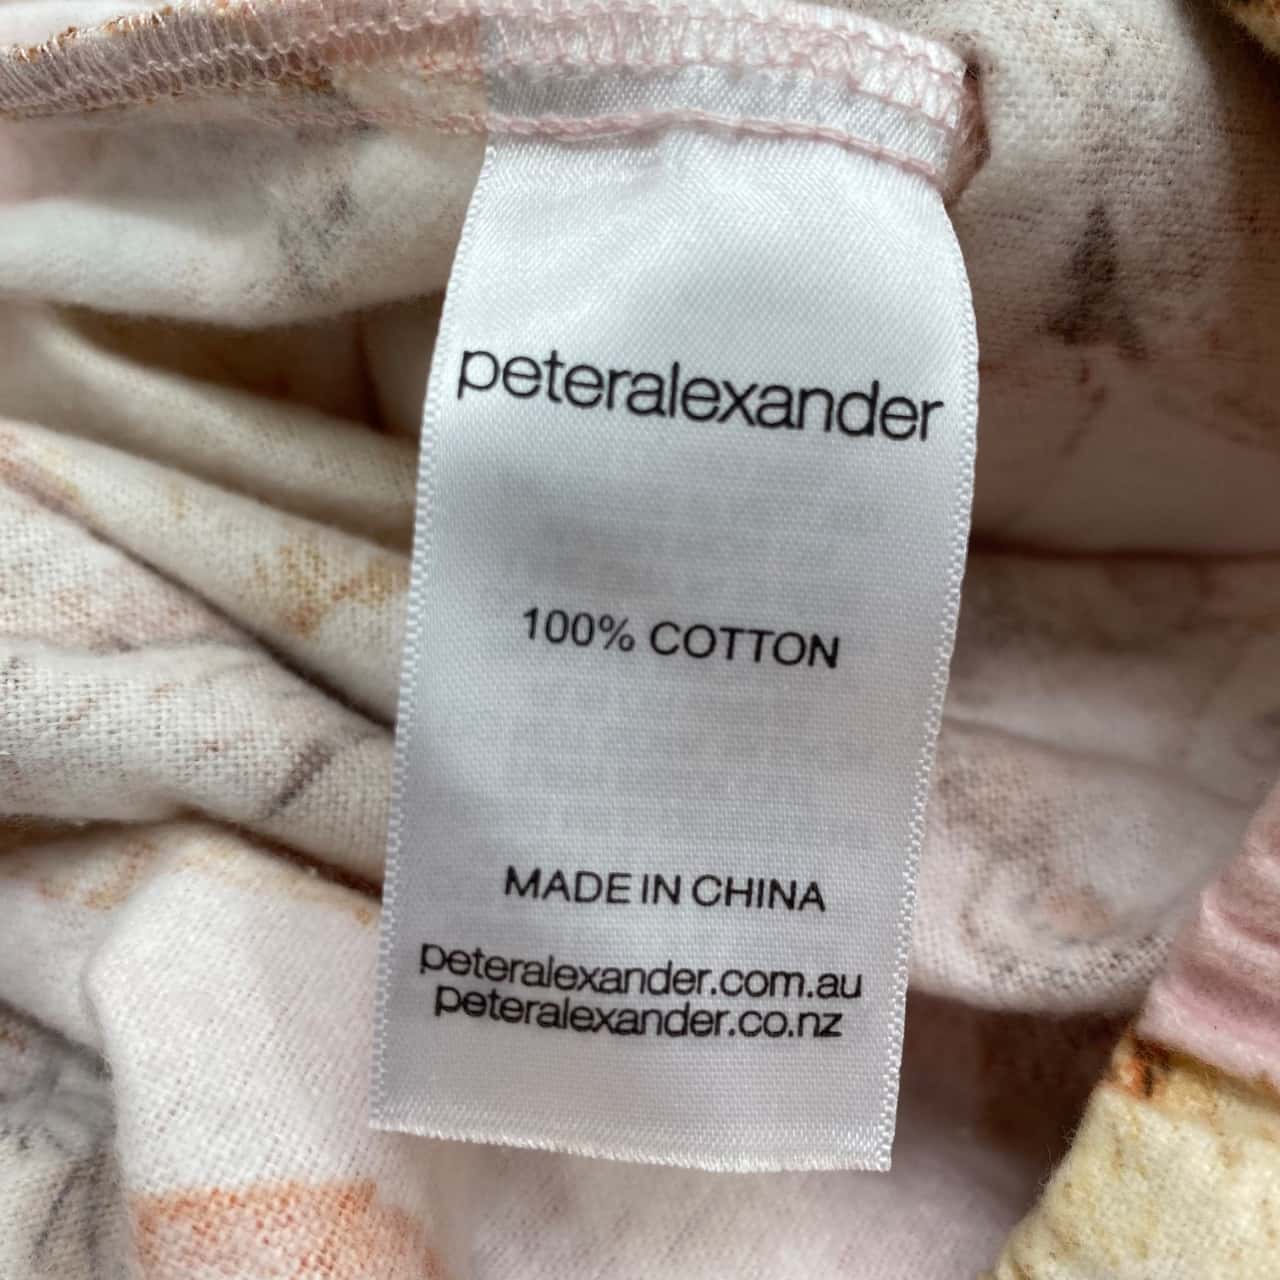 peteralexander
100% COTTON
MADE IN CHINA
peteralexander.com.au
peteralexander.co.nz